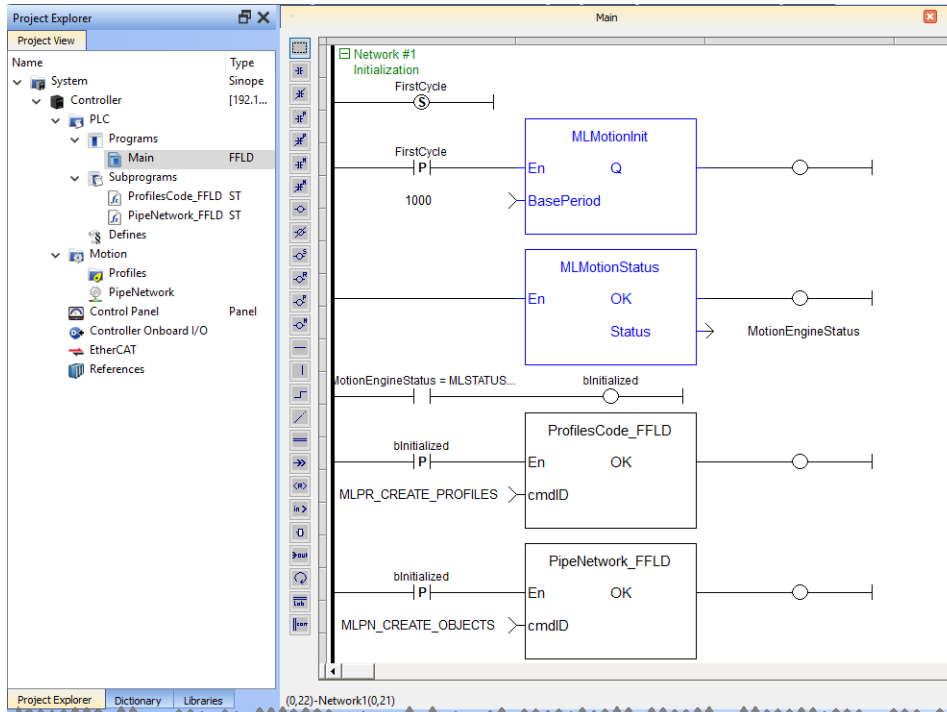 Project Explorer
Project View
Name Type
System Sinope
Controller [192.1...
PLC
Programs
Main FFLD
Subprograms
ProfilesCode_FFLD ST
PipeNetwork_FFLD ST
Defines
Motion
Profiles
PipeNetwork
Control Panel Panel
Controller Onboard I/O
EtherCAT
References
Project Explorer Dictionary Libraries
Main
Network #1
Initialization
FirstCycle
S
MLMotionInit
FirstCycle
P
En Q
1000
BasePeriod
MLMotionStatus
En OK
Status
MotionEngineStatus
MotionEngineStatus = MLSTATUS...
bInitialized
ProfilesCode_FFLD
bInitialized
P
En OK
MLPR_CREATE_PROFILES
cmdID
PipeNetwork_FFLD
bInitialized
P
En OK
MLPN_CREATE_OBJECTS
cmdID
(0,22)-Network1(0,21)